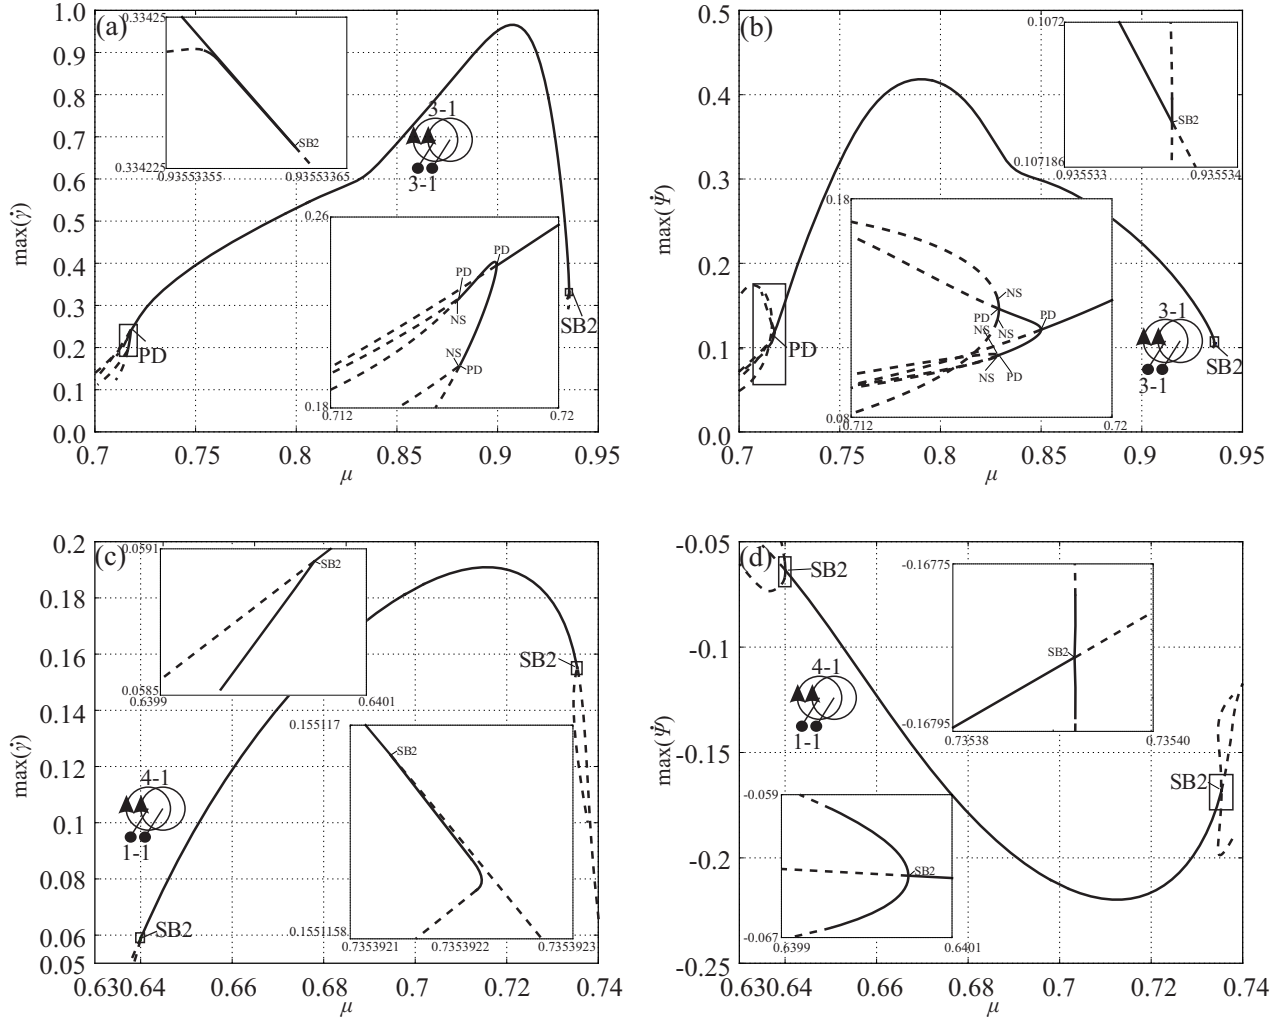 (a)
1.0
0.9
0.8
0.7
0.6
0.5
0.4
0.3
0.2
0.1
0.0
max(γ̇)
0.7
0.75
0.8
0.85
0.9
0.95
μ
0.33425
0.334225
0.93553355
0.93553365
SB2
3-1
3-1
0.26
0.18
0.712
0.72
PD
PD
NS
NS
PD
PD
SB2
(b)
0.5
0.4
0.3
0.2
0.1
0.0
max(Ψ̇)
0.7
0.75
0.8
0.85
0.9
0.95
μ
0.1072
0.107186
0.935533
0.935534
SB2
0.18
0.08
0.712
0.72
NS
PD
NS
NS
PD
NS
PD
PD
3-1
3-1
SB2
(c)
0.2
0.18
0.16
0.14
0.12
0.1
0.08
0.06
0.05
max(γ̇)
0.63
0.64
0.66
0.68
0.7
0.72
0.74
μ
0.0591
0.0585
0.6399
0.6401
SB2
SB2
0.155117
0.1551158
0.7353921
0.7353922
0.7353923
SB2
4-1
1-1
SB2
(d)
-0.05
-0.1
-0.15
-0.2
-0.25
max(Ψ̇)
0.63
0.64
0.66
0.68
0.7
0.72
0.74
μ
SB2
-0.16775
-0.16795
0.73538
0.73540
SB2
4-1
1-1
SB2
-0.059
-0.067
0.6399
0.6401
SB2